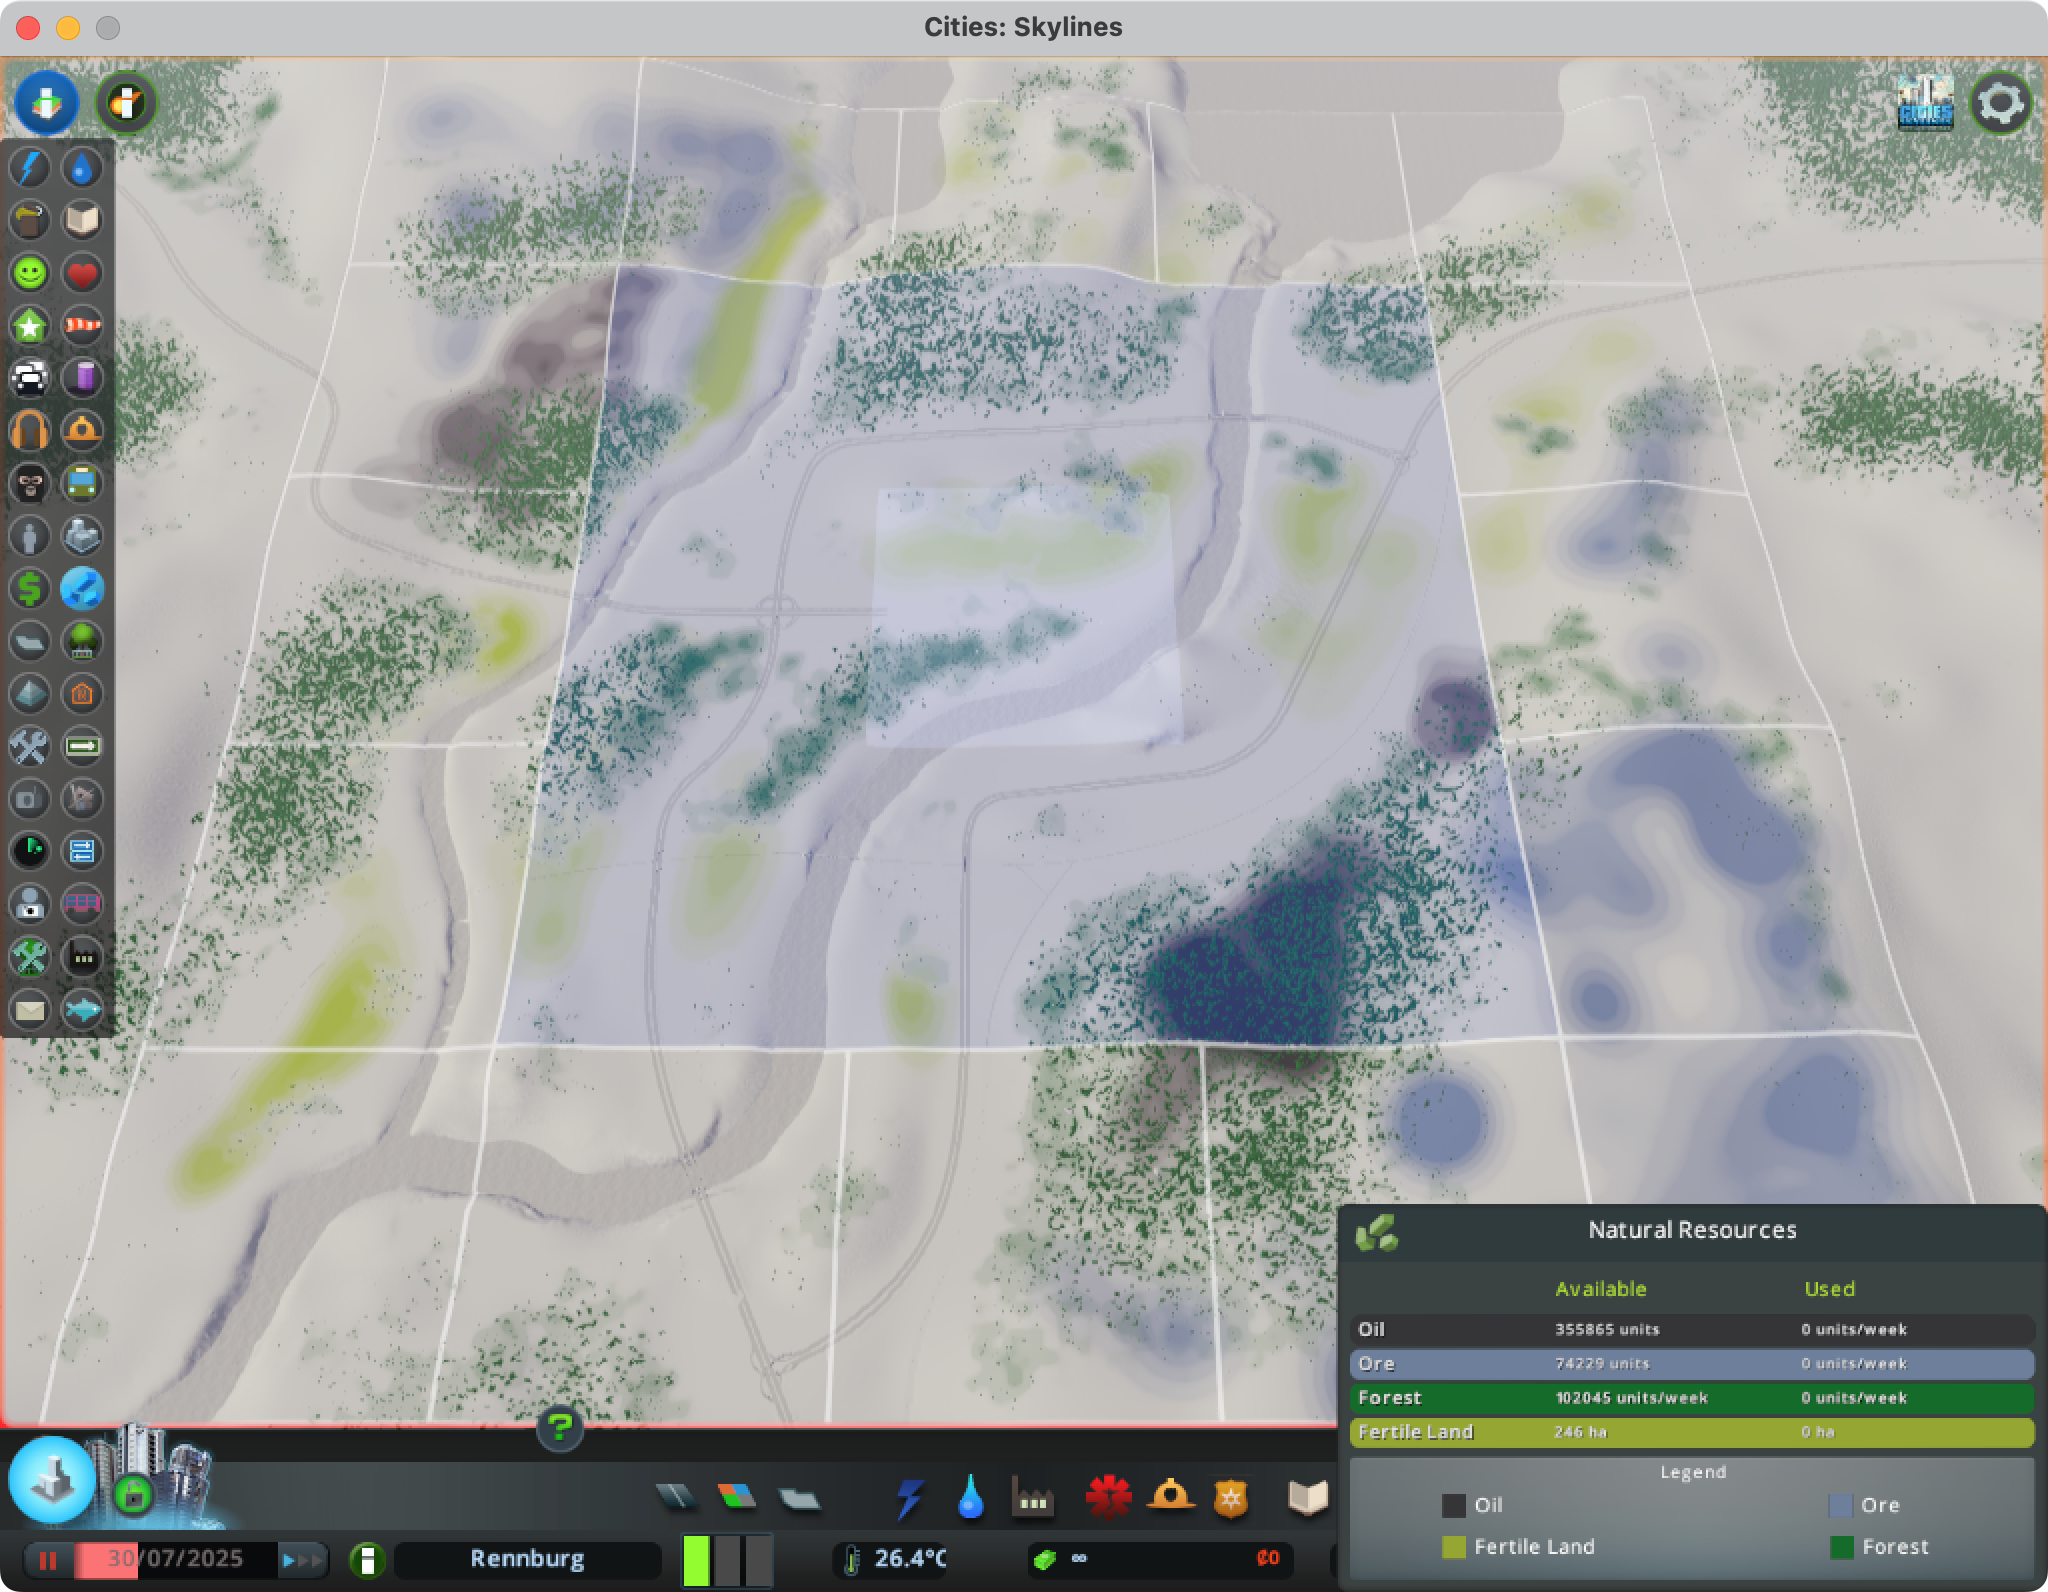 Cities: Skylines
CITIES
Natural Resources
Available Used
Oil 355865 units 0 units/week
Ore 74229 units 0 units/week
Forest 102045 units/week 0 units/week
Fertile Land 246 ha 0 ha
Legend
Oil Ore
Fertile Land Forest
?
30/07/2025 Rennburg 26.4°C ∞ ₡0